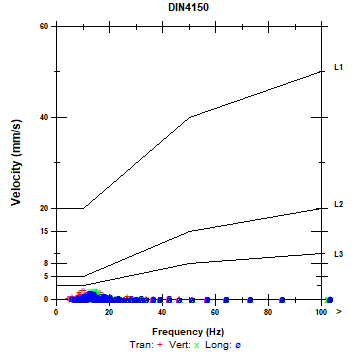 DIN4150
60
40
20
15
8
5
3
0
Velocity (mm/s)
L1
L2
L3
0 20 40 60 80 100 >
Frequency (Hz)
Tran: + Vert: x Long: ø